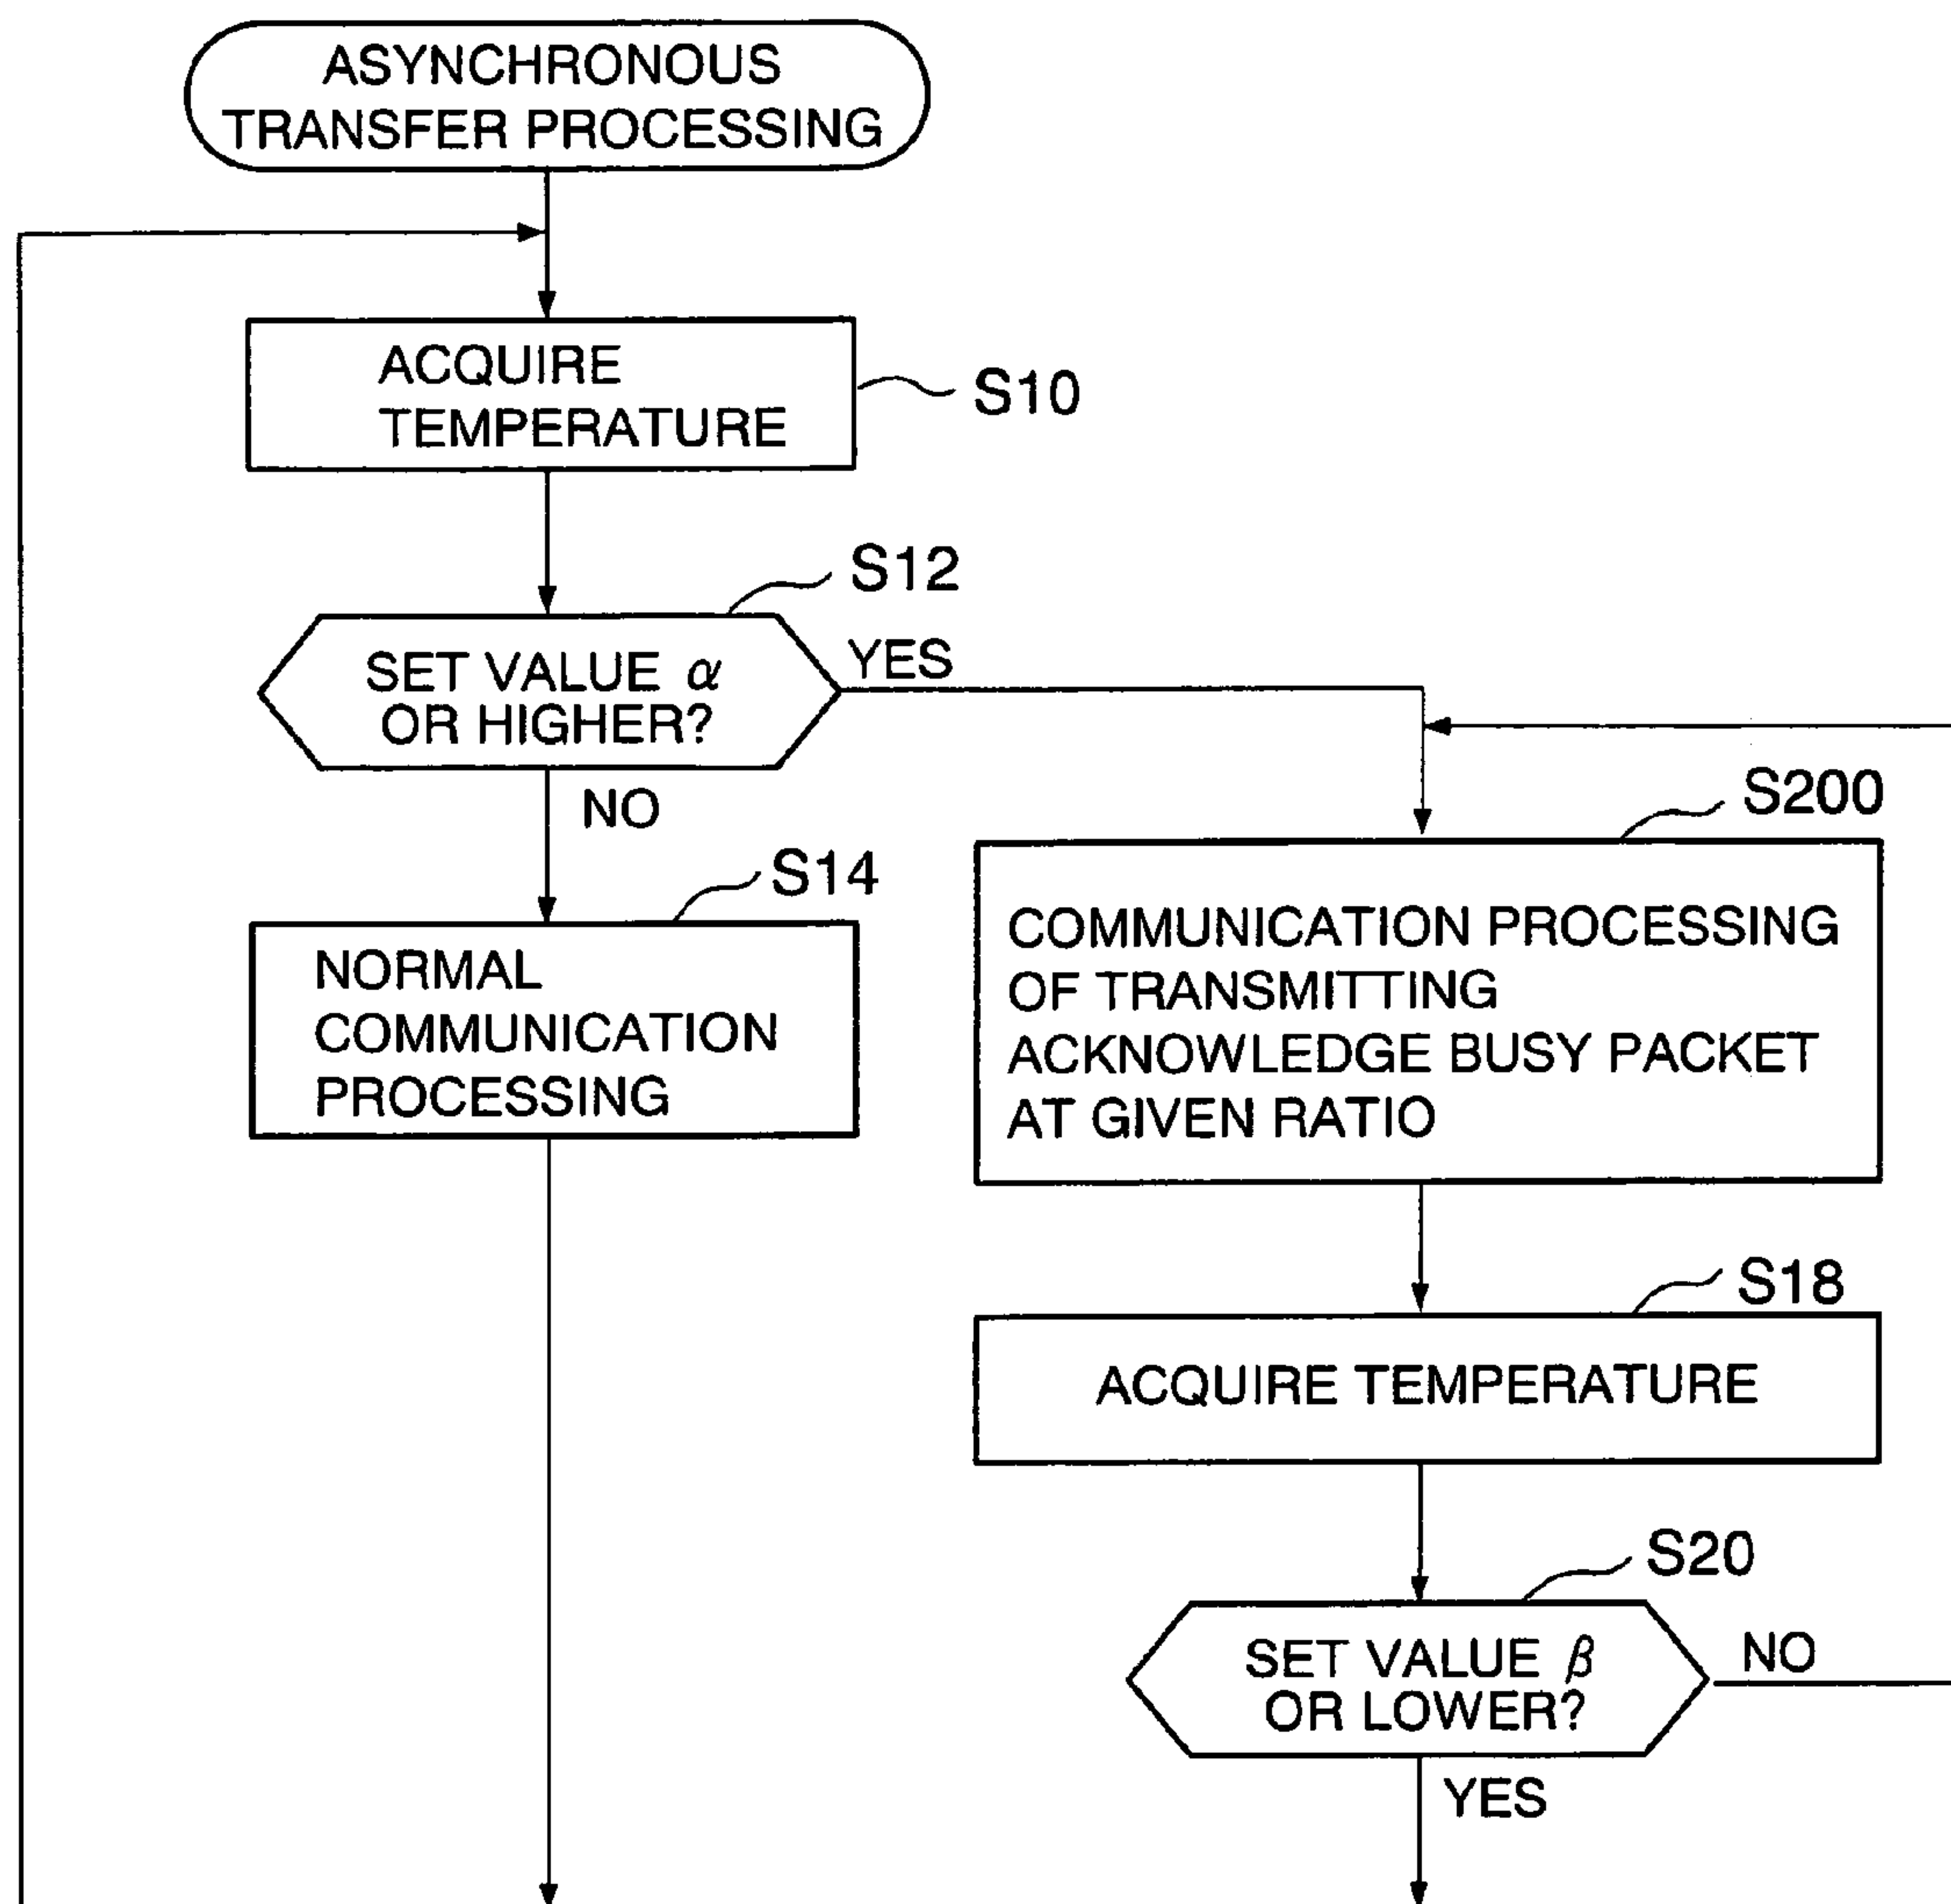 ASYNCHRONOUS
TRANSFER PROCESSING
ACQUIRE
TEMPERATURE
S10
S12
SET VALUE α
OR HIGHER?
YES
NO
S14
NORMAL
COMMUNICATION
PROCESSING
S200
COMMUNICATION PROCESSING
OF TRANSMITTING
ACKNOWLEDGE BUSY PACKET
AT GIVEN RATIO
S18
ACQUIRE TEMPERATURE
S20
SET VALUE β
OR LOWER?
NO
YES